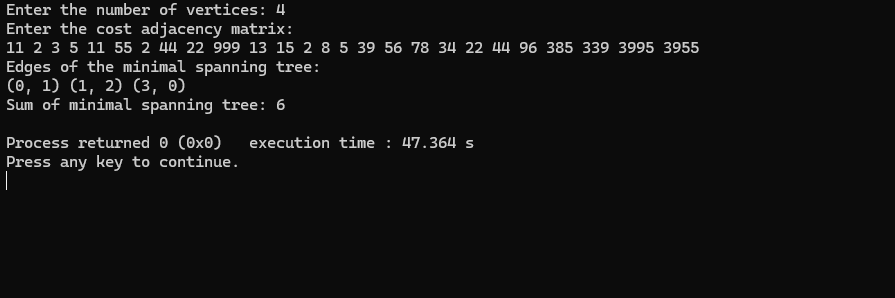 Enter the number of vertices: 4
Enter the cost adjacency matrix:
11 2 3 5 11 55 2 44 22 999 13 15 2 8 5 39 56 78 34 22 44 96 385 339 3995 3955
Edges of the minimal spanning tree:
(0, 1) (1, 2) (3, 0)
Sum of minimal spanning tree: 6
Process returned 0 (0x0)   execution time : 47.364 s
Press any key to continue.